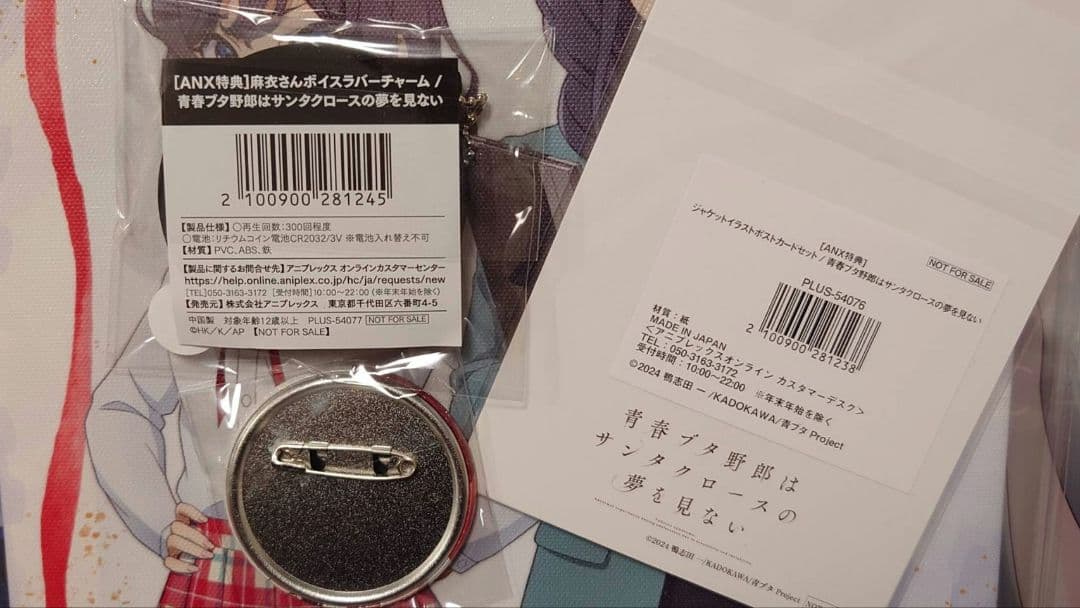 [ANX特典]麻衣さんボイスラバーチャーム /
青春ブタ野郎はサンタクロースの夢を見ない
2 100900 281245
【製品仕様】○再生回数:300回程度
○電池:リチウムコイン電池CR2032/3V ※電池入れ替え不可
【材質】PVC、ABS、鉄
【製品に関するお問合せ先】アニプレックス オンラインカスタマーセンター
https://help.online.aniplex.co.jp/hc/ja/requests/new
[TEL]050-3163-3172 [受付時間]10:00~22:00 (※年末年始を除く)
【発売元】株式会社アニプレックス 東京都千代田区六番町4-5
中国製 対象年齢12歳以上 PLUS-54077 NOT FOR SALE
©HK/K/AP 【NOT FOR SALE】
[ANX特典]
ジャケットイラストポストカードセット / 青春ブタ野郎はサンタクロースの夢を見ない
NOT FOR SALE
PLUS-54076
2 100900 281238
材質：紙
MADE IN JAPAN
<アニプレックスオンライン カスタマーデスク>
TEL：050-3163-3172
受付時間：10:00~22:00 ※年末年始を除く
©2024 鴨志田 一/KADOKAWA/青ブタ Project
青春ブタ野郎は
サンタクロースの
夢を見ない
©2024 鴨志田 一/KADOKAWA/青ブタ Project